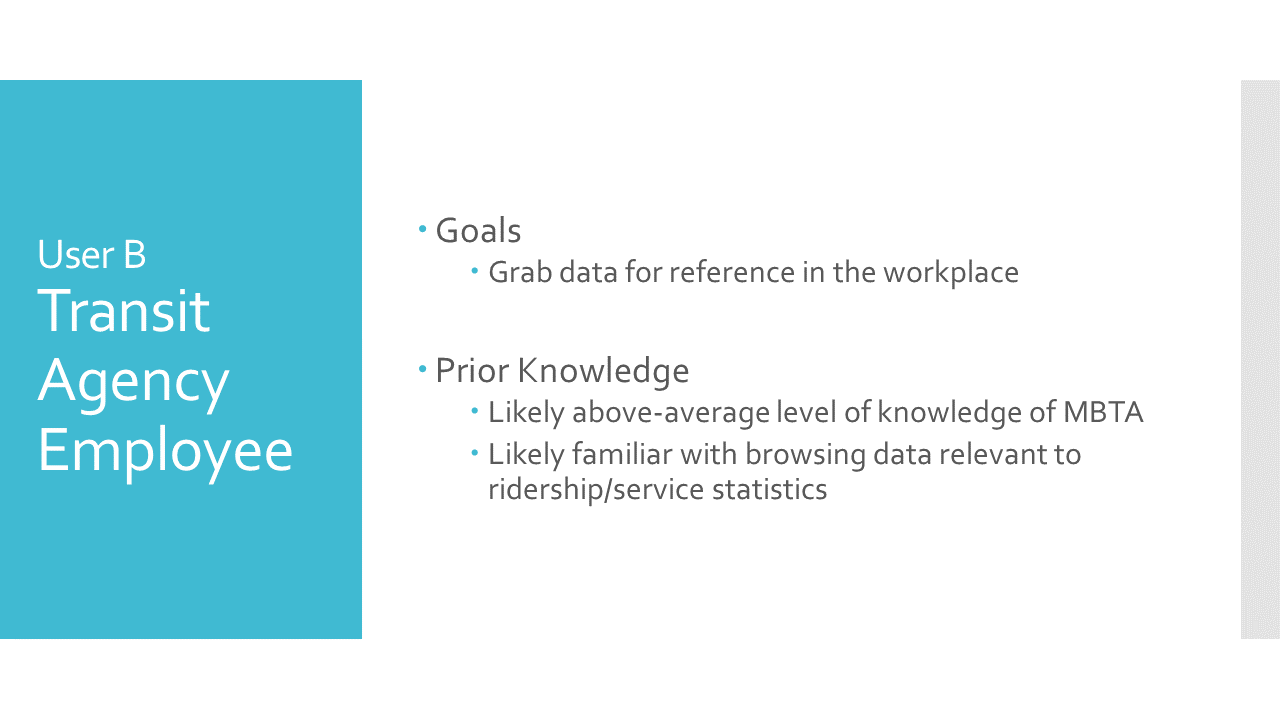 User B
Transit
Agency
Employee
• Goals
• Grab data for reference in the workplace
• Prior Knowledge
• Likely above-average level of knowledge of MBTA
• Likely familiar with browsing data relevant to
ridership/service statistics